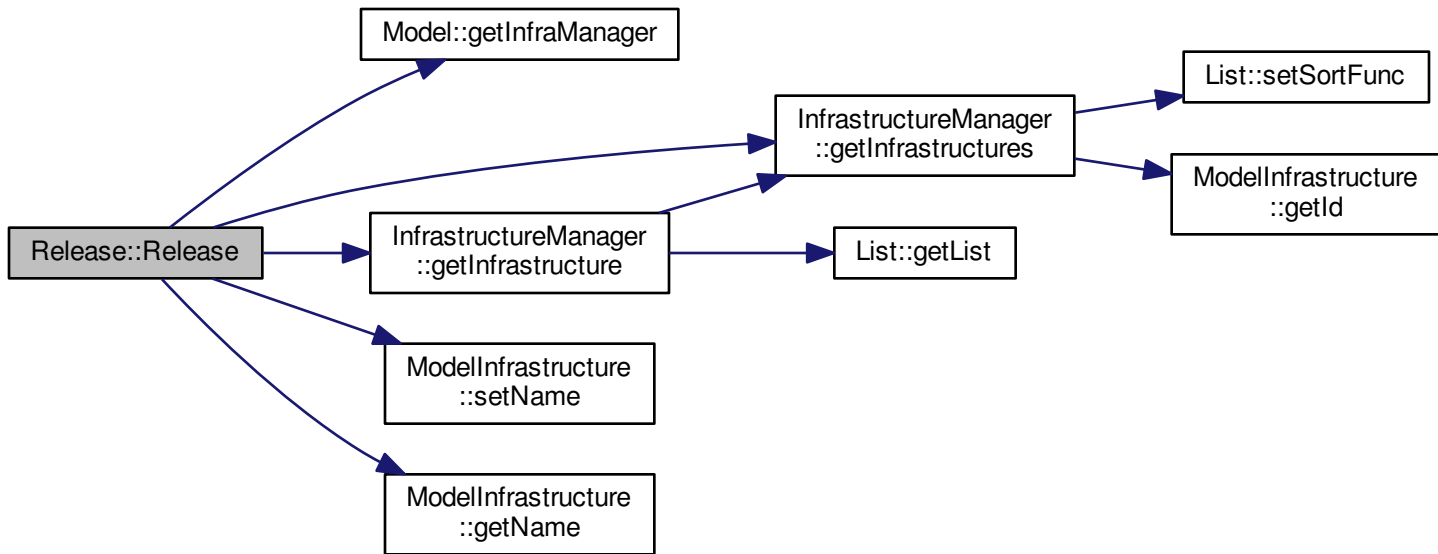 Model::getInfraManager
List::setSortFunc
InfrastructureManager
::getInfrastructures
ModelInfrastructure
::getId
Release::Release
InfrastructureManager
::getInfrastructure
List::getList
ModelInfrastructure
::setName
ModelInfrastructure
::getName